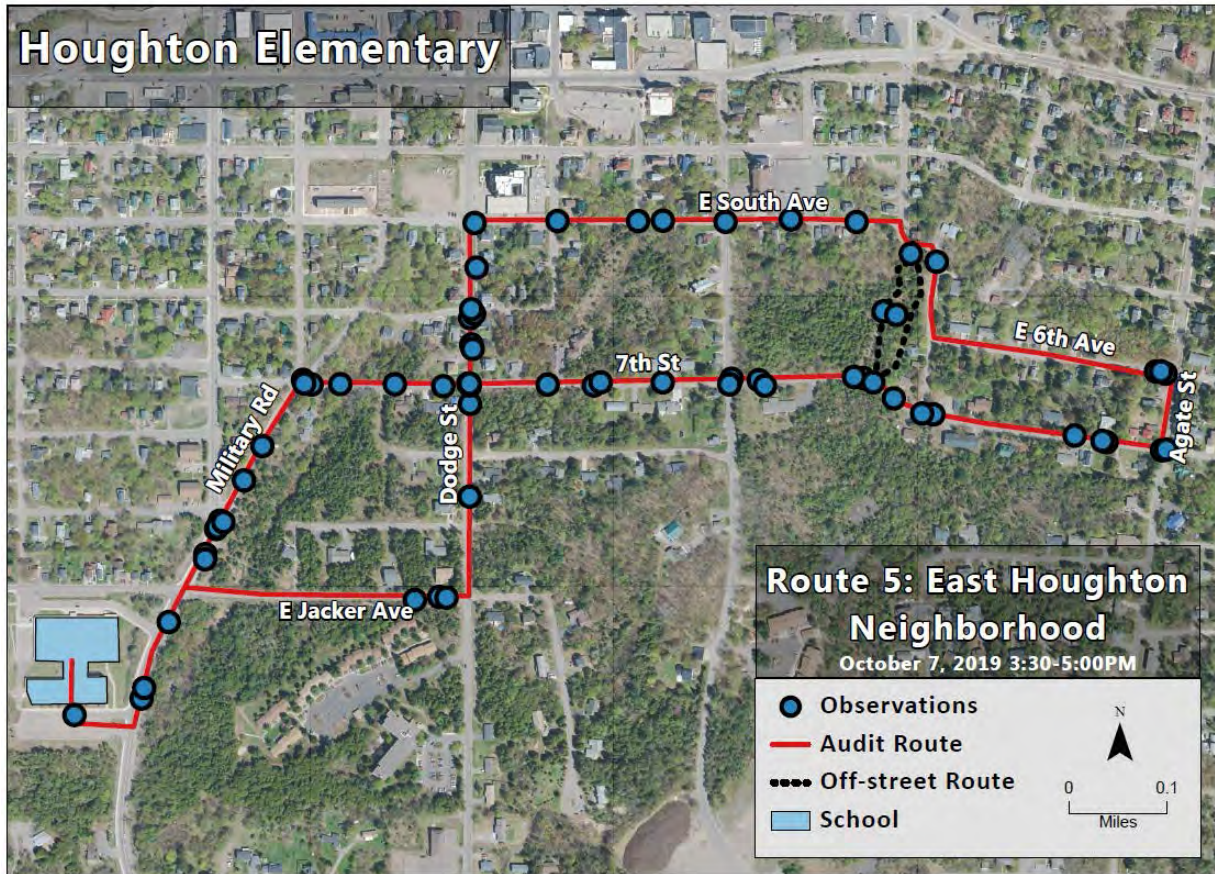 Houghton Elementary
E South Ave
E 6th Ave
7th St
Agate St
Military Rd
Dodge St
E Jacker Ave
Route 5: East Houghton
Neighborhood
October 7, 2019 3:30-5:00PM
Observations
Audit Route
Off-street Route
School
N
0 0.1
Miles